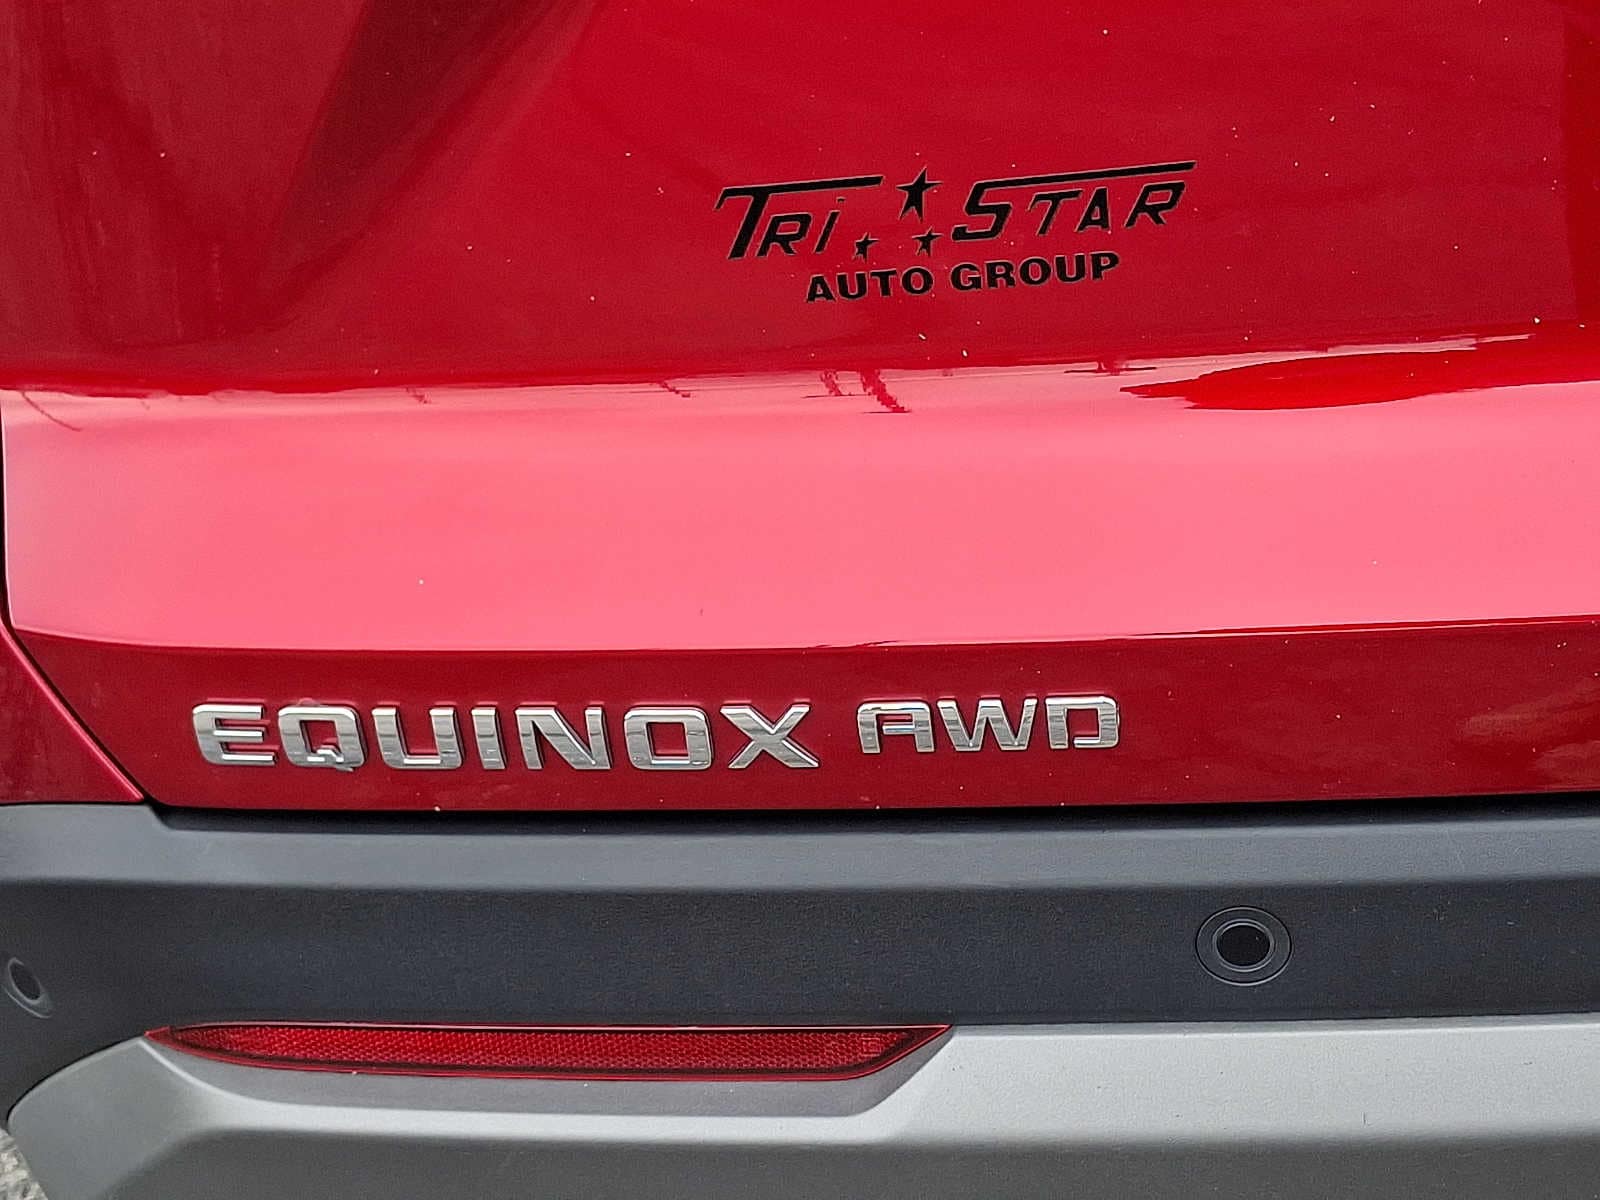 TRI STAR
AUTO GROUP
EQUINOX AWD